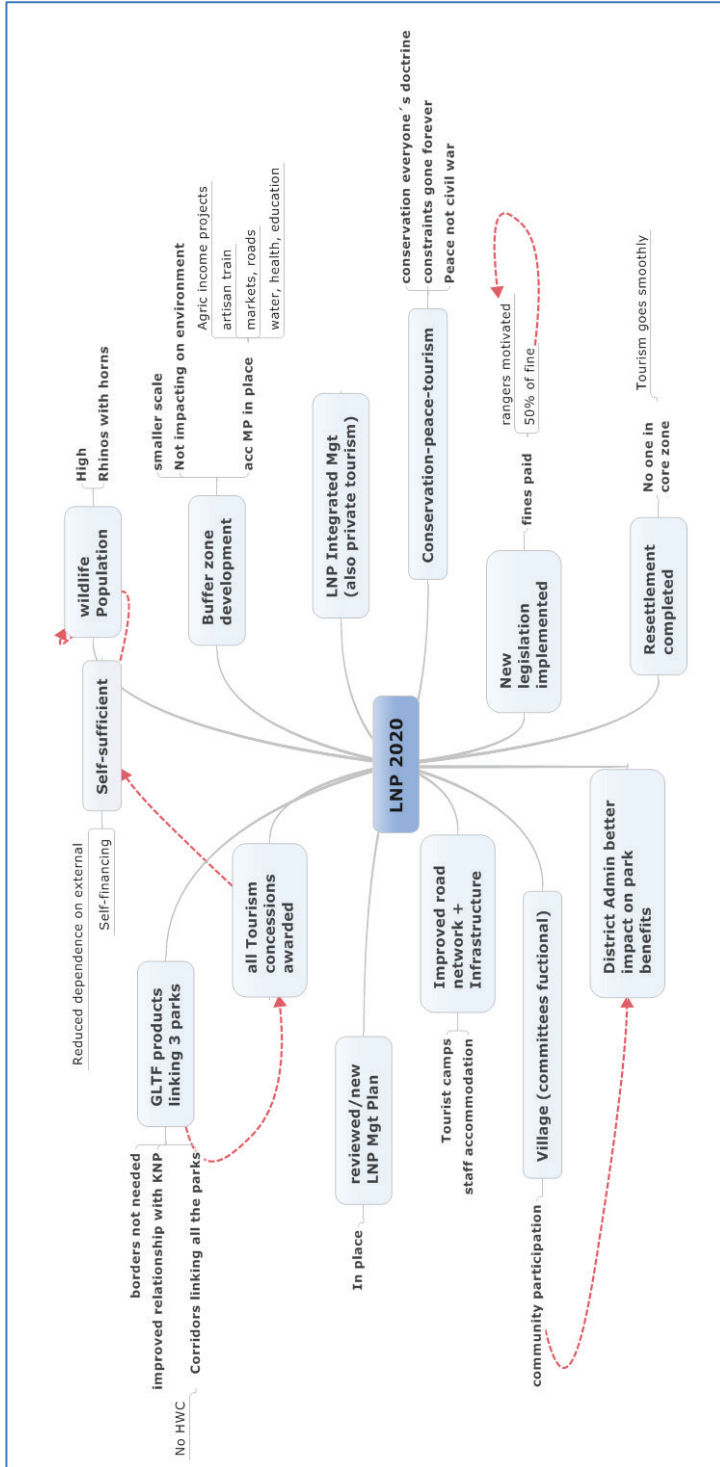 LNP 2020
wildlife
Population
High
Rhinos with horns
Buffer zone
development
smaller scale
Not impacting on environment
acc MP in place
Agric income projects
artisan train
markets, roads
water, health, education
LNP Integrated Mgt
(also private tourism)
Conservation-peace-tourism
conservation everyone´s doctrine
constraints gone forever
Peace not civil war
New
legislation
implemented
fines paid
rangers motivated
50% of fine
Resettlement
completed
No one in
core zone
Tourism goes smoothly
Self-sufficient
Reduced dependence on external
Self-financing
GLTF products
linking 3 parks
borders not needed
improved relationship with KNP
Corridors linking all the parks
No HWC
all Tourism
concessions
awarded
reviewed/new
LNP Mgt Plan
In place
Improved road
network +
Infrastructure
Tourist camps
staff accommodation
Village (committees fuctional)
community participation
District Admin better
impact on park
benefits